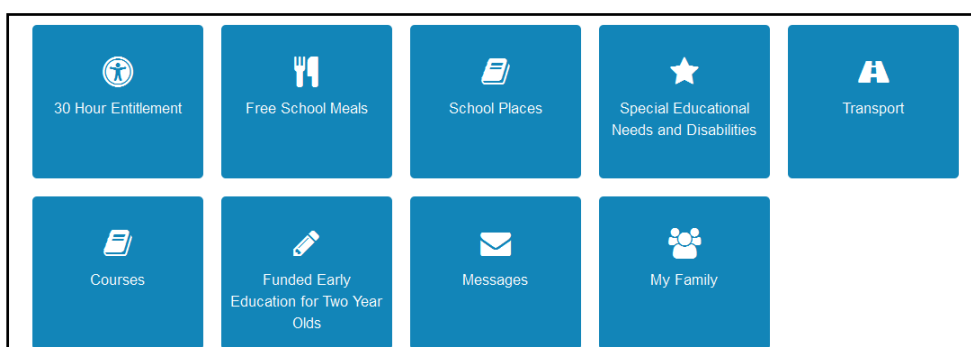 30 Hour Entitlement
Free School Meals
School Places
Special Educational
Needs and Disabilities
Transport
Courses
Funded Early
Education for Two Year
Olds
Messages
My Family